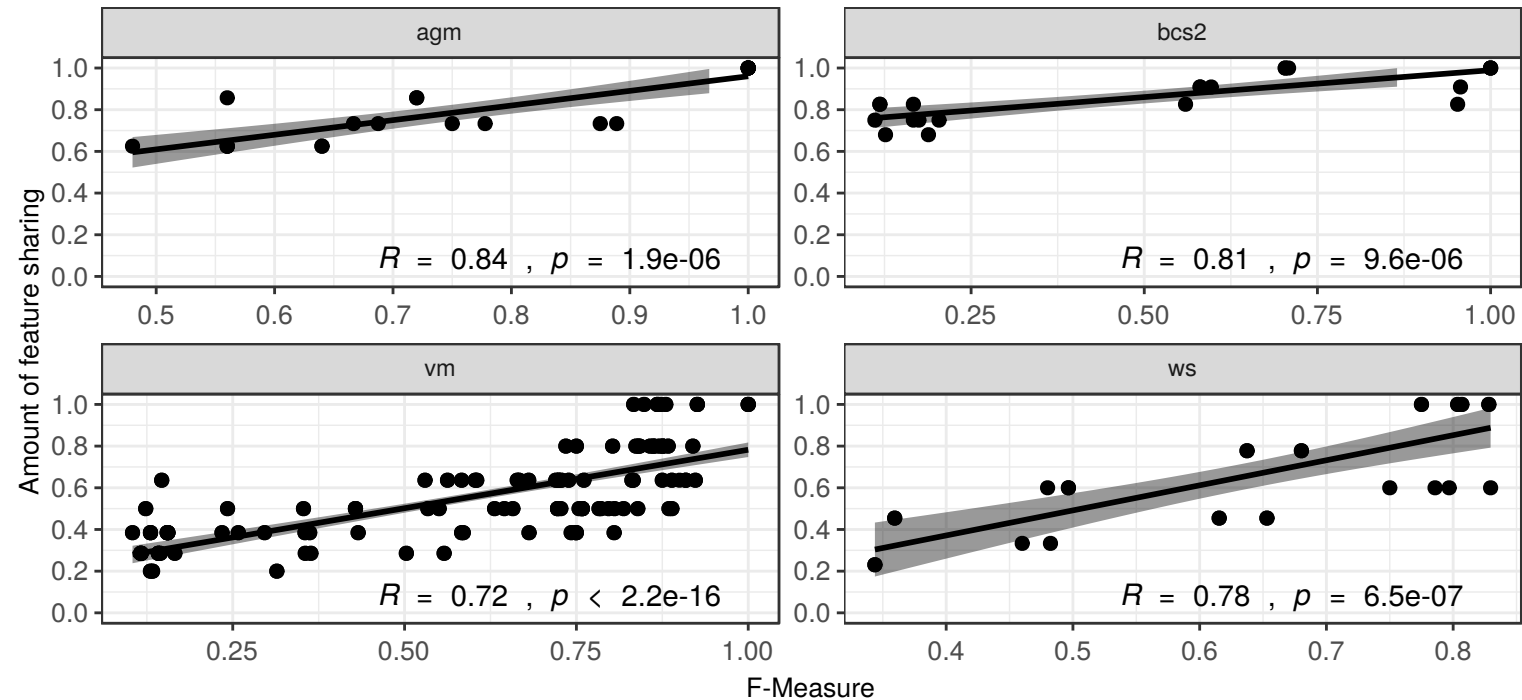 agm
bcs2
1.0
0.8
0.6
0.4
0.2
0.0
R = 0.84 , p = 1.9e-06
0.5 0.6 0.7 0.8 0.9 1.0
1.0
0.8
0.6
0.4
0.2
0.0
R = 0.81 , p = 9.6e-06
0.25 0.50 0.75 1.00
Amount of feature sharing
vm
ws
1.0
0.8
0.6
0.4
0.2
0.0
R = 0.72 , p < 2.2e-16
0.25 0.50 0.75 1.00
1.0
0.8
0.6
0.4
0.2
0.0
R = 0.78 , p = 6.5e-07
0.4 0.5 0.6 0.7 0.8
F-Measure